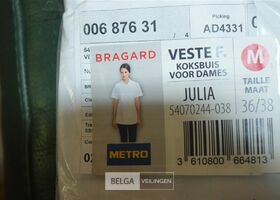 Picking
006 876 31 / 4 AD4331
BRAGARD
VESTE F.
KOKSBUIS
VOOR DAMES
M
TAILLE
MAAT
36/38
JULIA
54070244-038
METRO
3 610800 664813
BELGA VEILINGEN